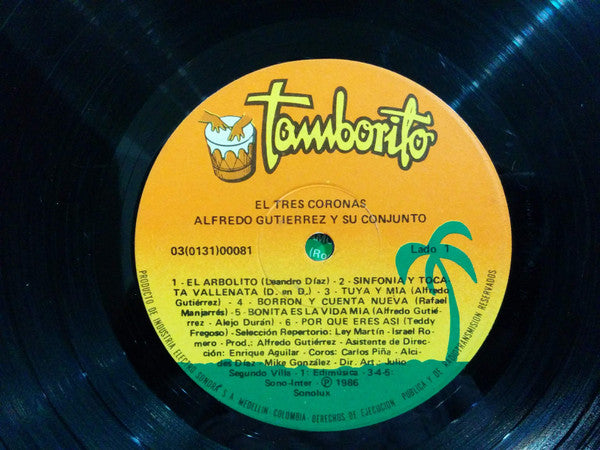 Tamborito
EL TRES CORONAS
ALFREDO GUTIERREZ Y SU CONJUNTO
03(0131)00081
Lado 1
(Ro
1 - EL ARBOLITO (Leandro Díaz) - 2 - SINFONIA Y TOCA
TA VALLENATA (D. en D.) - 3 - TUYA Y MIA (Alfredo
Gutiérrez) - 4 - BORRON Y CUENTA NUEVA (Rafael
Manjarrés) - 5 - BONITA ES LA VIDA MIA (Alfredo Gutié-
rrez - Alejo Durán) - 6 - POR QUE ERES ASI (Teddy
Fregoso) - Selección Repertorio: Ley Martín - Israel Ro-
mero - Prod.: Alfredo Gutiérrez - Asistente de Direc-
ción: Enrique Aguilar - Coros: Carlos Piña - Alci-
des Díaz - Mike González - Dir. Art.: Julio
Segundo Vills - 1: Edimúsica - 3-4-5:
Sono-Inter - Ⓟ 1986
Sonolux
PRODUCTO DE INDUSTRIA ELECTRO SONORA S.A. MEDELLIN - COLOMBIA - DERECHOS DE EJECUCION, PUBLICA Y DE RADIOTRANSMISION RESERVADOS